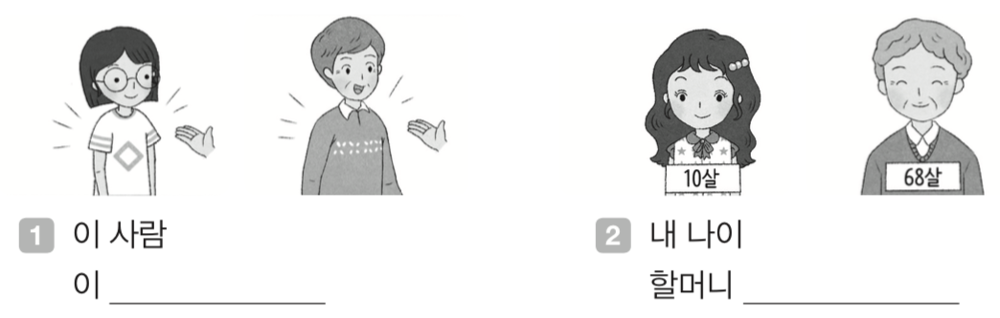 10살
68살
1 이 사람
이
2 내 나이
할머니